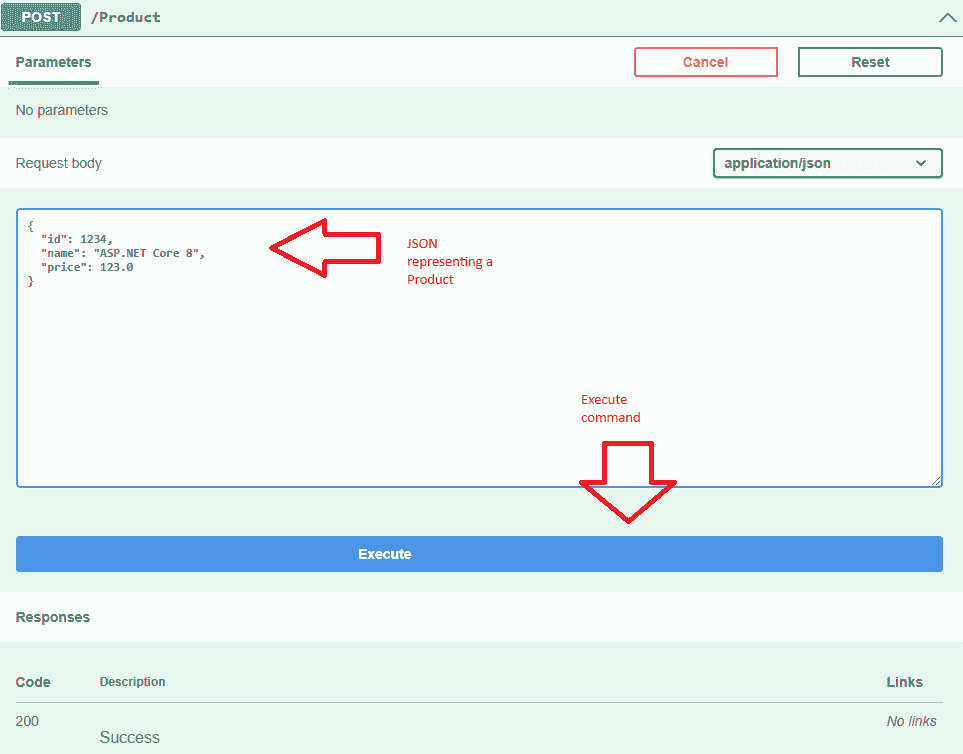 POST /Product
Parameters
Cancel
Reset
No parameters
Request body
application/json
{
"id": 1234,
"name": "ASP.NET Core 8",
"price": 123.0
}
JSON
representing a
Product
Execute
command
Execute
Responses
Code Description Links
200
Success
No links